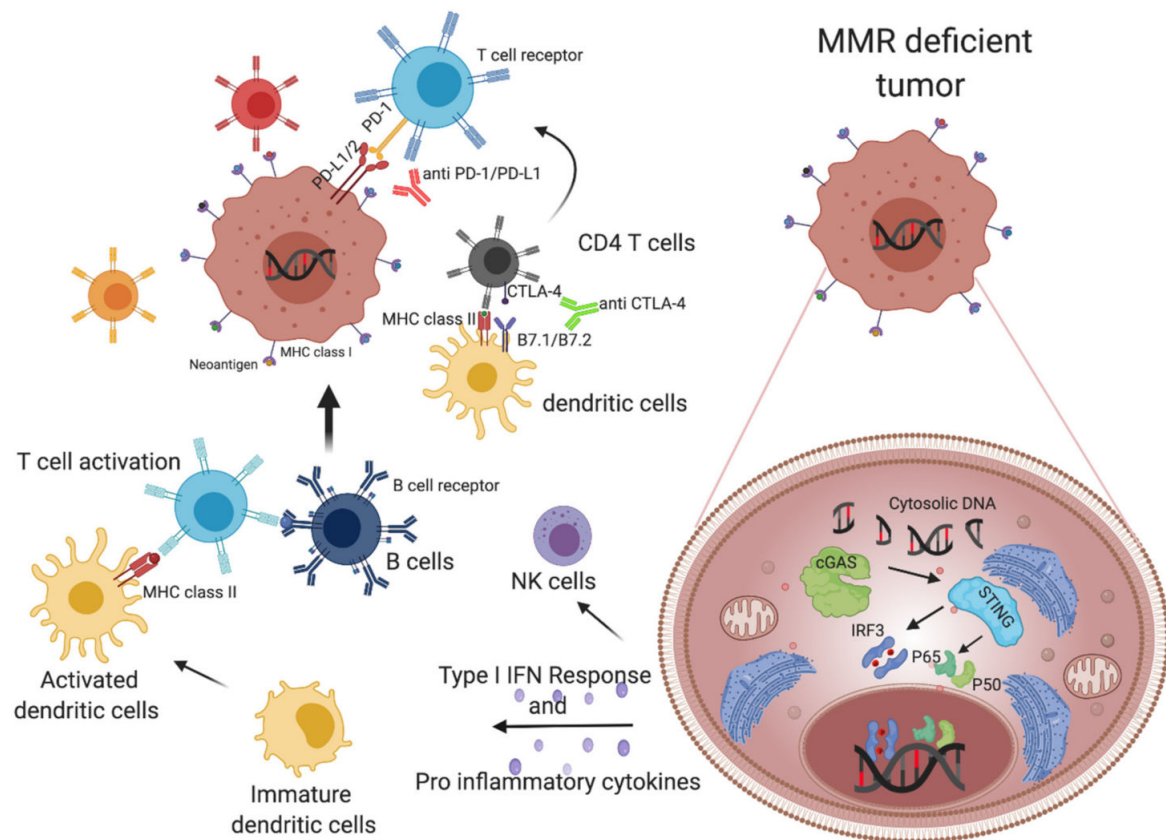 MMR deficient
tumor
T cell receptor
PD-1
PD-L1/2
anti PD-1/PD-L1
CD4 T cells
CTLA-4
anti CTLA-4
MHC class II
B7.1/B7.2
MHC class I
Neoantigen
dendritic cells
T cell activation
B cell receptor
B cells
MHC class II
NK cells
Activated
dendritic cells
Immature
dendritic cells
Type I IFN Response
and
Pro inflammatory cytokines
Cytosolic DNA
cGAS
STING
IRF3
P65
P50